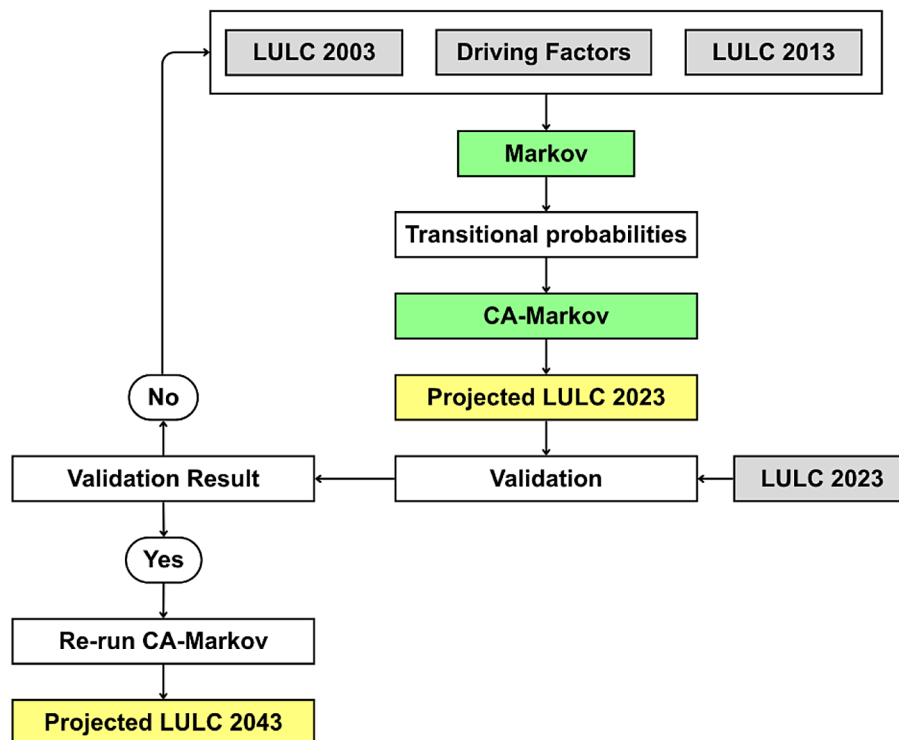 LULC 2003
Driving Factors
LULC 2013
Markov
Transitional probabilities
CA-Markov
Projected LULC 2023
No
Validation Result
Validation
LULC 2023
Yes
Re-run CA-Markov
Projected LULC 2043